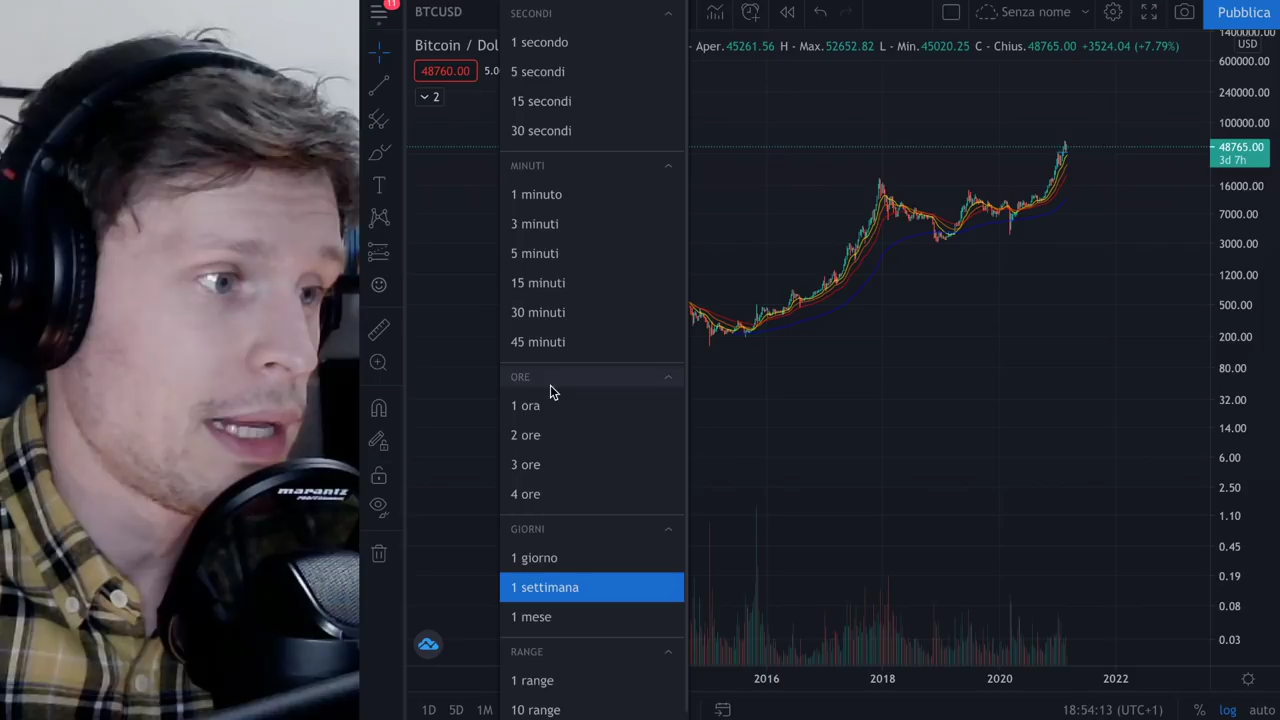 11
BTCUSD
SECONDI
Senza nome
Pubblica
Bitcoin / Dol
Aper. 45261.56 H - Max. 52652.82 L - Min. 45020.25 C - Chius. 48765.00 +3524.04 (+7.79%)
48760.00
5.0
2
1 secondo
5 secondi
15 secondi
30 secondi
MINUTI
1 minuto
3 minuti
5 minuti
15 minuti
30 minuti
45 minuti
ORE
1 ora
2 ore
3 ore
4 ore
GIORNI
1 giorno
1 settimana
1 mese
RANGE
1 range
10 range
1400000.00
USD
600000.00
240000.00
100000.00
48765.00
3d 7h
16000.00
7000.00
3000.00
1200.00
500.00
200.00
80.00
32.00
14.00
6.00
2.50
1.10
0.45
0.19
0.08
0.03
2016
2018
2020
2022
1D 5D 1M
18:54:13 (UTC+1)
% log auto
marantz
PROFESSIONAL